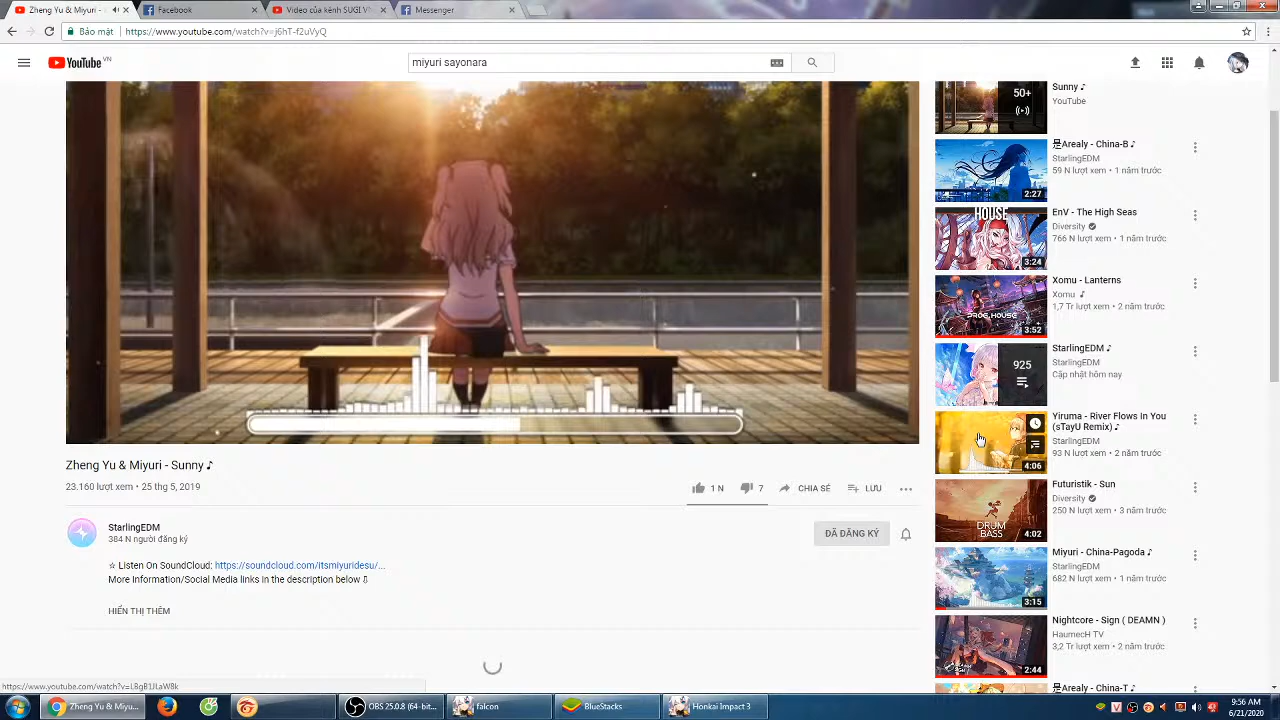 Zheng Yu & Miyuri -
Facebook
Video của kênh SUGI V
Messenger
Bảo mật
https://www.youtube.com/watch?v=j6hT-f2uVyQ
YouTube VN
miyuri sayonara
50+
Sunny ♪
YouTube
是Arealy - China-B ♪
StarlingEDM
59 N lượt xem • 1 năm trước
2:27
HOUSE
EnV - The High Seas
Diversity
766 N lượt xem • 1 năm trước
3:24
Xomu - Lanterns
Xomu ♪
1,7 Tr lượt xem • 2 năm trước
PROG.HOUSE
3:52
StarlingEDM ♪
StarlingEDM
Cập nhật hôm nay
925
Yiruma - River Flows In You
(sTayU Remix) ♪
StarlingEDM
93 N lượt xem • 2 năm trước
4:06
Futuristik - Sun
Diversity
250 N lượt xem • 3 năm trước
DRUM
BASS
4:02
Miyuri - China-Pagoda ♪
StarlingEDM
682 N lượt xem • 1 năm trước
3:15
Nightcore - Sign ( DEAMN )
HaumecH TV
3,2 Tr lượt xem • 2 năm trước
2:44
是Arealy - China-T ♪
Zheng Yu & Miyuri - Sunny ♪
23.160 lượt xem • 25 thg 5, 2019
1 N
7
CHIA SẺ
LƯU
StarlingEDM
384 N người đăng ký
ĐÃ ĐĂNG KÝ
☆ Listen On SoundCloud: https://soundcloud.com/itsmiyuridesu/...
More Information/Social Media links in the description below ⇩
HIỂN THỊ THÊM
https://www.youtube.com/watch?v=L8gB1JLaW8k
Zheng Yu & Miyu...
OBS 25.0.8 (64-bit...
falcon
BlueStacks
Honkai Impact 3
9:56 AM
6/21/2020